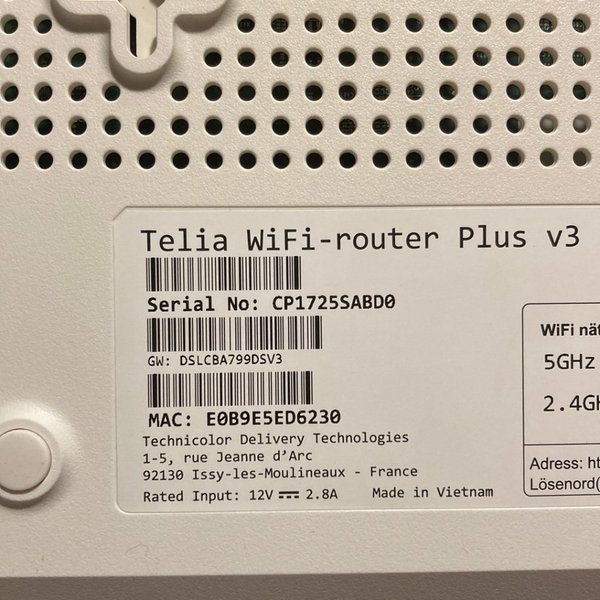 Telia WiFi-router Plus v3
Serial No: CP1725SABD0
GW: DSLCBA799DSV3
MAC: E0B9E5ED6230
Technicolor Delivery Technologies
1-5, rue Jeanne d'Arc
92130 Issy-les-Moulineaux - France
Rated Input: 12V 2.8A Made in Vietnam
WiFi nät
5GHz
2.4GH
Adress: ht
Lösenord(